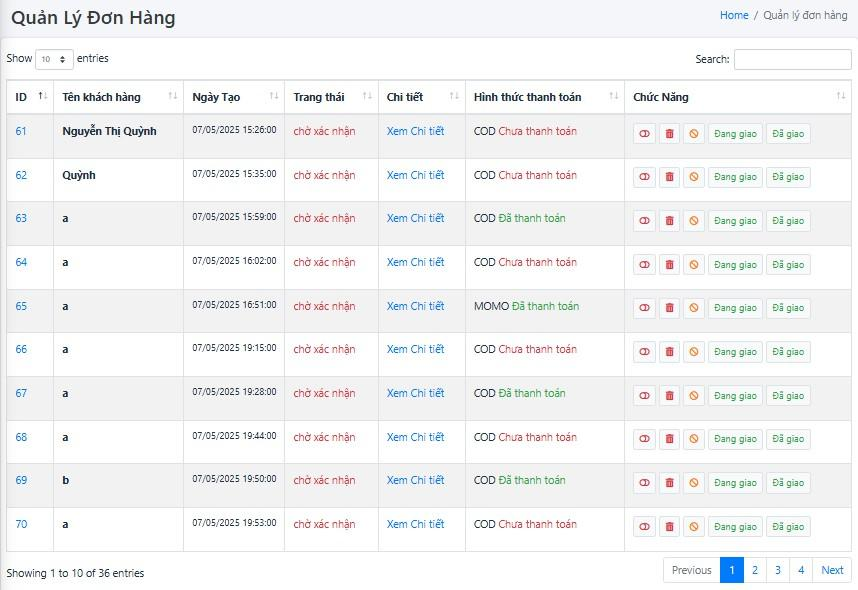 Quản Lý Đơn Hàng
Home / Quản lý đơn hàng
Show 10 entries
Search:
ID Tên khách hàng Ngày Tạo Trang thái Chi tiết Hình thức thanh toán Chức Năng
61 Nguyễn Thị Quỳnh 07/05/2025 15:26:00 chờ xác nhận Xem Chi tiết COD Chưa thanh toán Đang giao Đã giao
62 Quỳnh 07/05/2025 15:35:00 chờ xác nhận Xem Chi tiết COD Chưa thanh toán Đang giao Đã giao
63 a 07/05/2025 15:59:00 chờ xác nhận Xem Chi tiết COD Đã thanh toán Đang giao Đã giao
64 a 07/05/2025 16:02:00 chờ xác nhận Xem Chi tiết COD Chưa thanh toán Đang giao Đã giao
65 a 07/05/2025 16:51:00 chờ xác nhận Xem Chi tiết MOMO Đã thanh toán Đang giao Đã giao
66 a 07/05/2025 19:15:00 chờ xác nhận Xem Chi tiết COD Chưa thanh toán Đang giao Đã giao
67 a 07/05/2025 19:28:00 chờ xác nhận Xem Chi tiết COD Đã thanh toán Đang giao Đã giao
68 a 07/05/2025 19:44:00 chờ xác nhận Xem Chi tiết COD Chưa thanh toán Đang giao Đã giao
69 b 07/05/2025 19:50:00 chờ xác nhận Xem Chi tiết COD Đã thanh toán Đang giao Đã giao
70 a 07/05/2025 19:53:00 chờ xác nhận Xem Chi tiết COD Chưa thanh toán Đang giao Đã giao
Showing 1 to 10 of 36 entries
Previous 1 2 3 4 Next